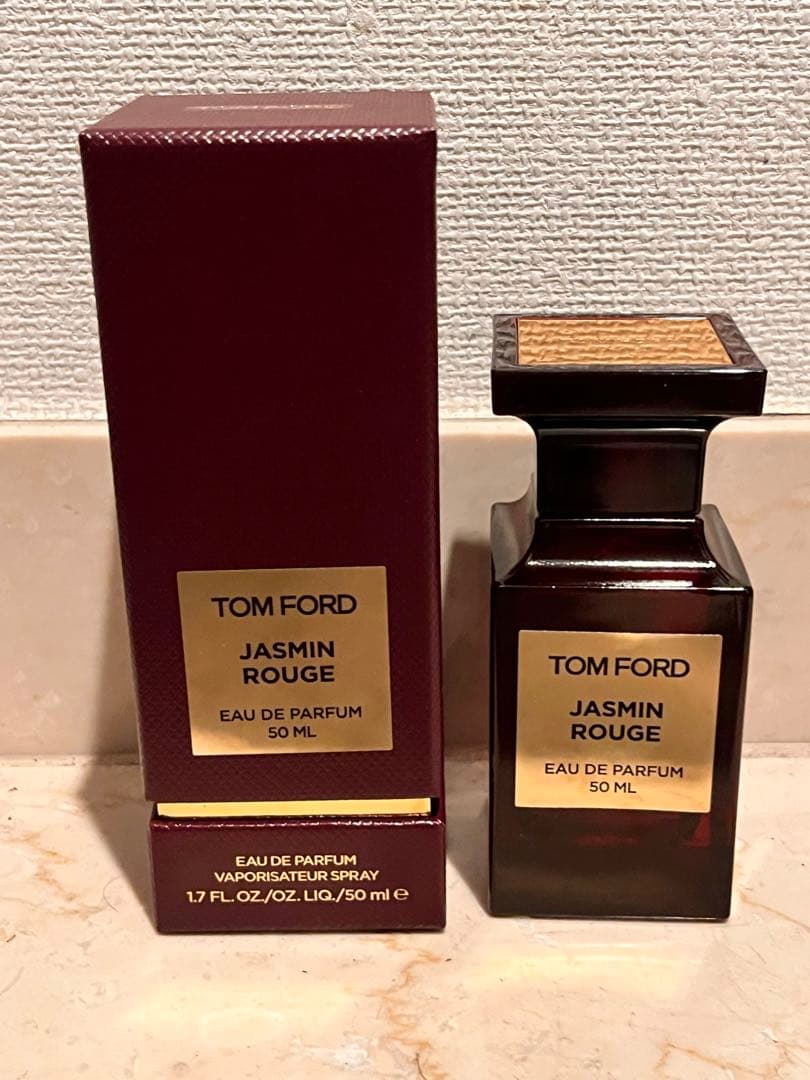 TOM FORD
JASMIN
ROUGE
EAU DE PARFUM
50 ML
EAU DE PARFUM
VAPORISATEUR SPRAY
1.7 FL. OZ./OZ. LIQ./50 ml ℮
TOM FORD
JASMIN
ROUGE
EAU DE PARFUM
50 ML